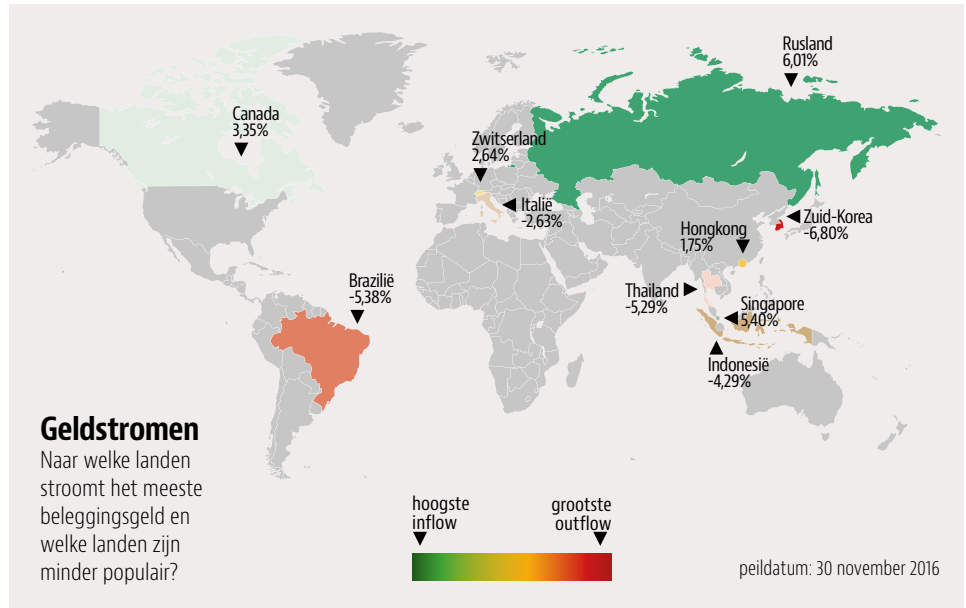 Rusland
6,01%
Canada
3,35%
Zwitserland
2,64%
Italië
-2,63%
Zuid-Korea
-6,80%
Hongkong
1,75%
Brazilië
-5,38%
Thailand
-5,29%
Singapore
5,40%
Indonesië
-4,29%
Geldstromen
Naar welke landen
stroomt het meeste
beleggingsgeld en
welke landen zijn
minder populair?
hoogste
inflow
grootste
outflow
peildatum: 30 november 2016